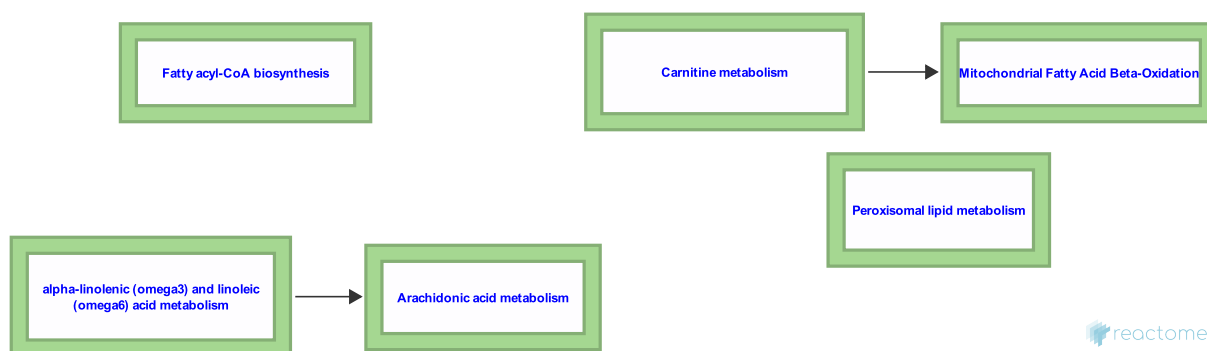 Fatty acyl-CoA biosynthesis
Carnitine metabolism
Mitochondrial Fatty Acid Beta-Oxidation
Peroxisomal lipid metabolism
alpha-linolenic (omega3) and linoleic
(omega6) acid metabolism
Arachidonic acid metabolism
reactome